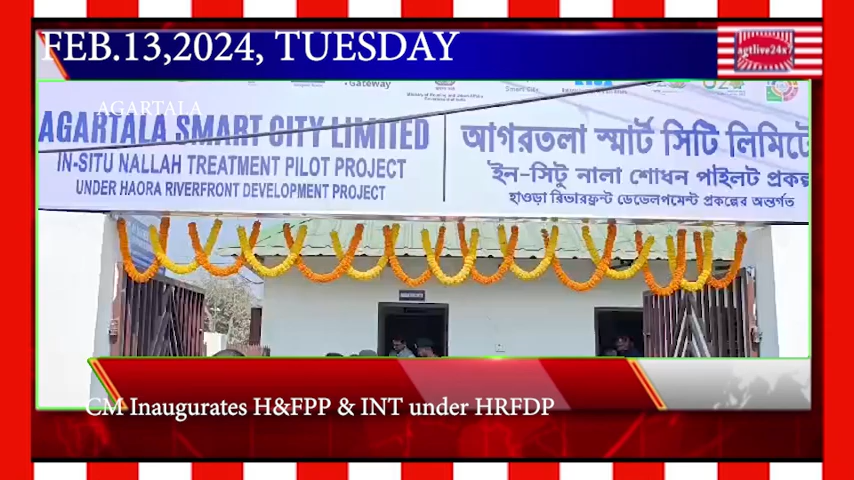 FEB.13,2024, TUESDAY
agtlive24x7
AGARTALA
Gateway
Smart City
AGARTALA SMART CITY LIMITED
IN-SITU NALLAH TREATMENT PILOT PROJECT
UNDER HAORA RIVERFRONT DEVELOPMENT PROJECT
আগরতলা স্মার্ট সিটি লিমিটে
ইন-সিটু নালা শোধন পাইলট প্রকল্প
হাওড়া রিভারফ্রন্ট ডেভেলপমেন্ট প্রকল্পের অন্তর্গত
CM Inaugurates H&FPP & INT under HRFDP